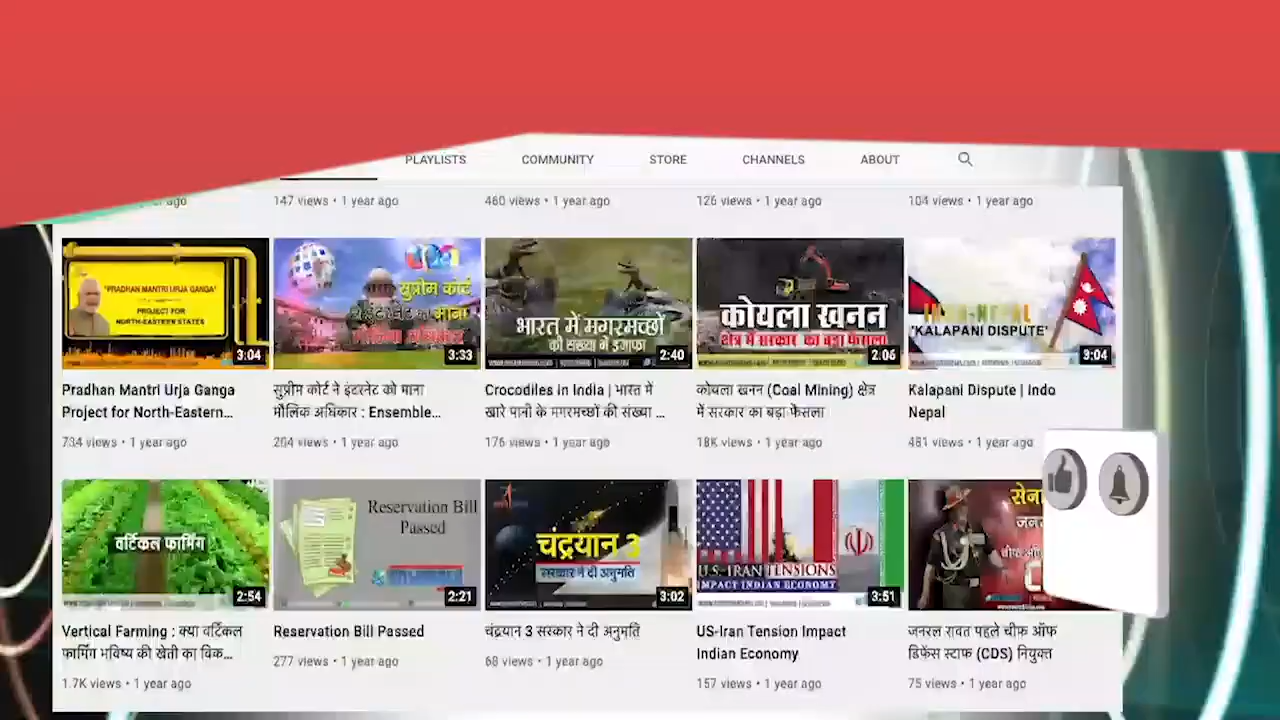 PLAYLISTS COMMUNITY STORE CHANNELS ABOUT
ago 147 views • 1 year ago 460 views • 1 year ago 126 views • 1 year ago 104 views • 1 year ago
"PRADHAN MANTRI URJA GANGA"
PROJECT FOR
NORTH-EASTERN STATES
3:04
सुप्रीम कोर्ट
3:33
भारत में मगरमच्छों
की संख्या में इजाफा
2:40
कोयला खनन
क्षेत्र में सरकार का बड़ा फैसला
2:06
INDO-NEPAL
'KALAPANI DISPUTE'
3:04
Pradhan Mantri Urja Ganga
Project for North-Eastern...
734 views • 1 year ago
सुप्रीम कोर्ट ने इंटरनेट को माना
मौलिक अधिकार : Ensemble...
204 views • 1 year ago
Crocodiles in India | भारत में
खारे पानी के मगरमच्छों की संख्या ...
176 views • 1 year ago
कोयला खनन (Coal Mining) क्षेत्र
में सरकार का बड़ा फैसला
18K views • 1 year ago
Kalapani Dispute | Indo
Nepal
481 views • 1 year ago
वर्टिकल फार्मिंग
2:54
Reservation Bill
Passed
2:21
चंद्रयान 3
सरकार ने दी अनुमति
3:02
U.S-IRAN TENSIONS
IMPACT INDIAN ECONOMY
3:51
Vertical Farming : क्या वर्टिकल
फार्मिंग भविष्य की खेती का विक...
1.7K views • 1 year ago
Reservation Bill Passed
277 views • 1 year ago
चंद्रयान 3 सरकार ने दी अनुमति
68 views • 1 year ago
US-Iran Tension Impact
Indian Economy
157 views • 1 year ago
जनरल रावत पहले चीफ ऑफ
डिफेंस स्टाफ (CDS) नियुक्त
75 views • 1 year ago